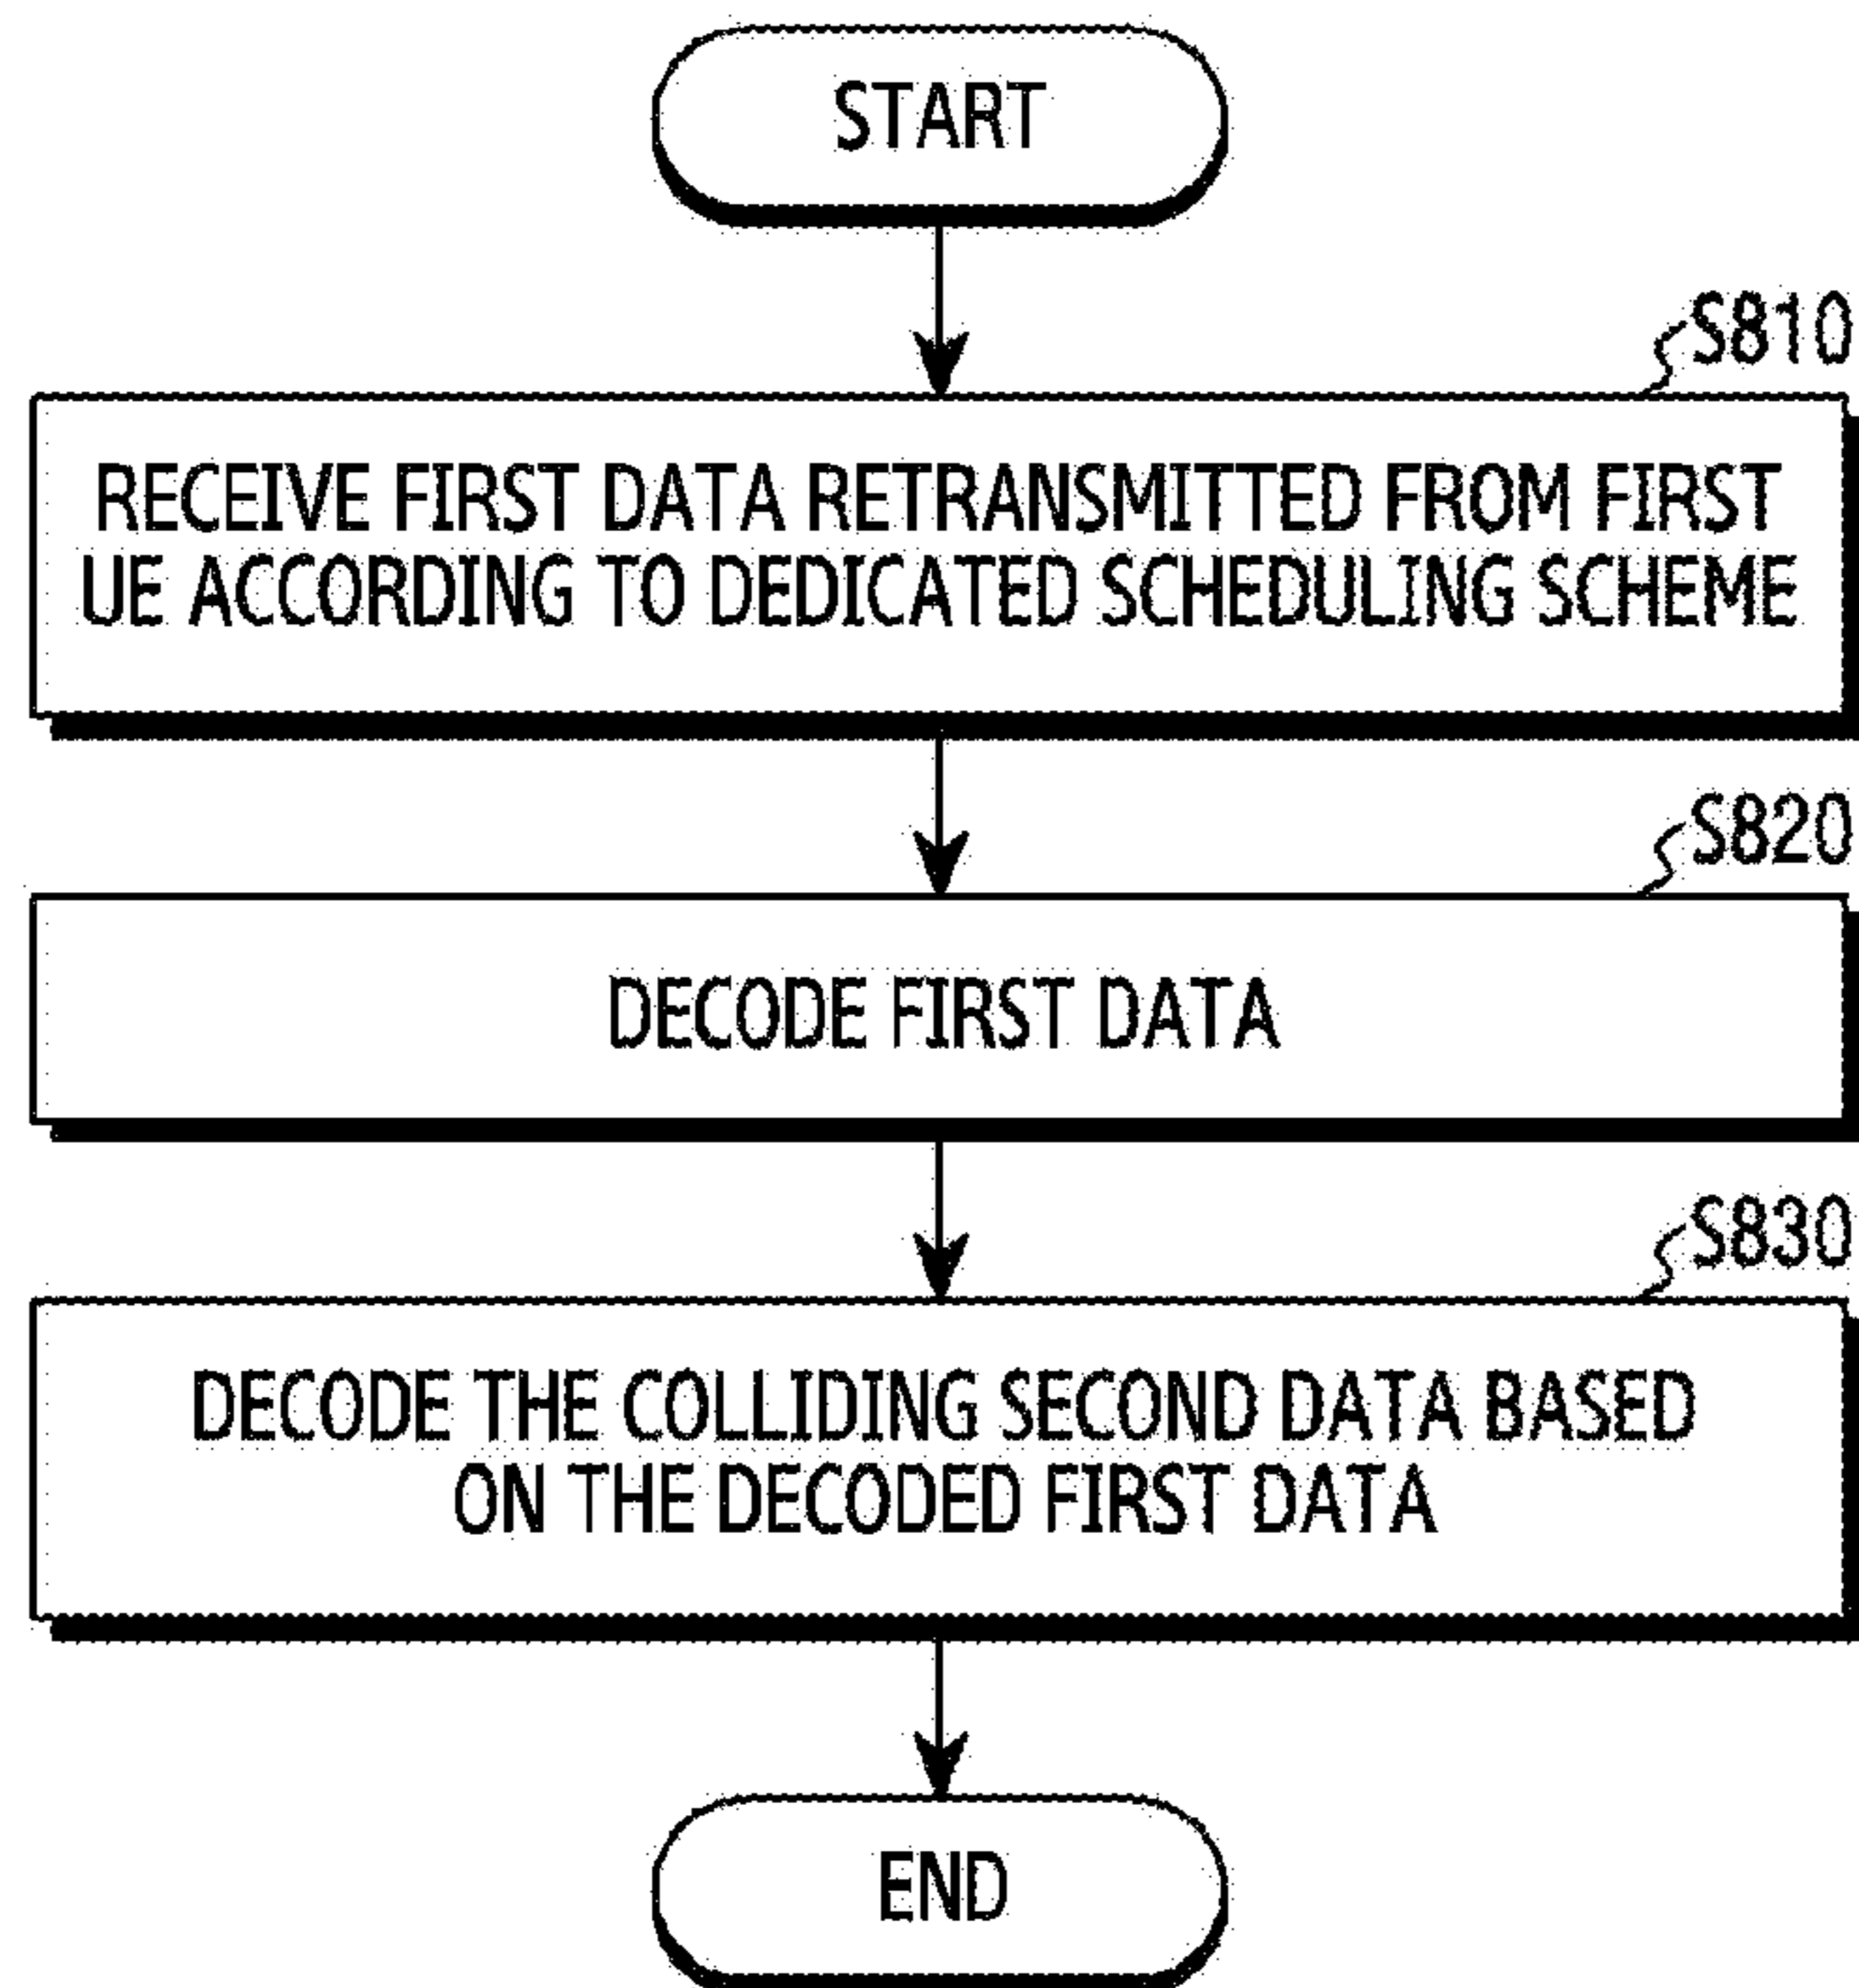 START
S810
RECEIVE FIRST DATA RETRANSMITTED FROM FIRST
UE ACCORDING TO DEDICATED SCHEDULING SCHEME
S820
DECODE FIRST DATA
S830
DECODE THE COLLIDING SECOND DATA BASED
ON THE DECODED FIRST DATA
END